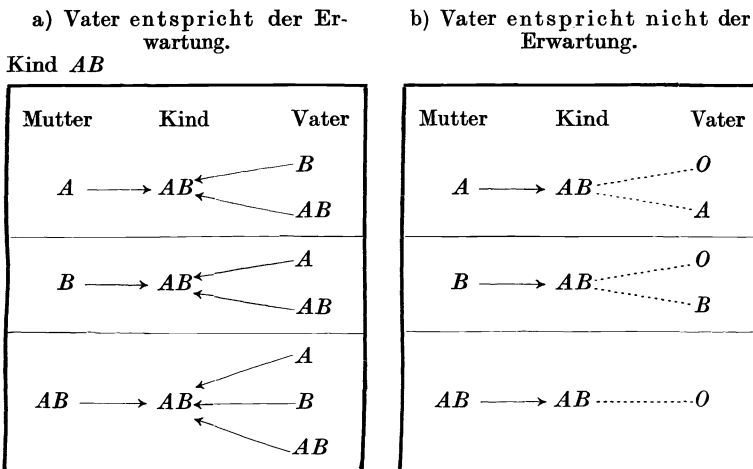 a) Vater entspricht der Er-
wartung.
Kind AB
Mutter Kind Vater
B
A AB
AB
A
B AB
AB
A
AB AB B
AB
b) Vater entspricht nicht der
Erwartung.
Mutter Kind Vater
O
A AB
A
O
B AB
B
AB AB O